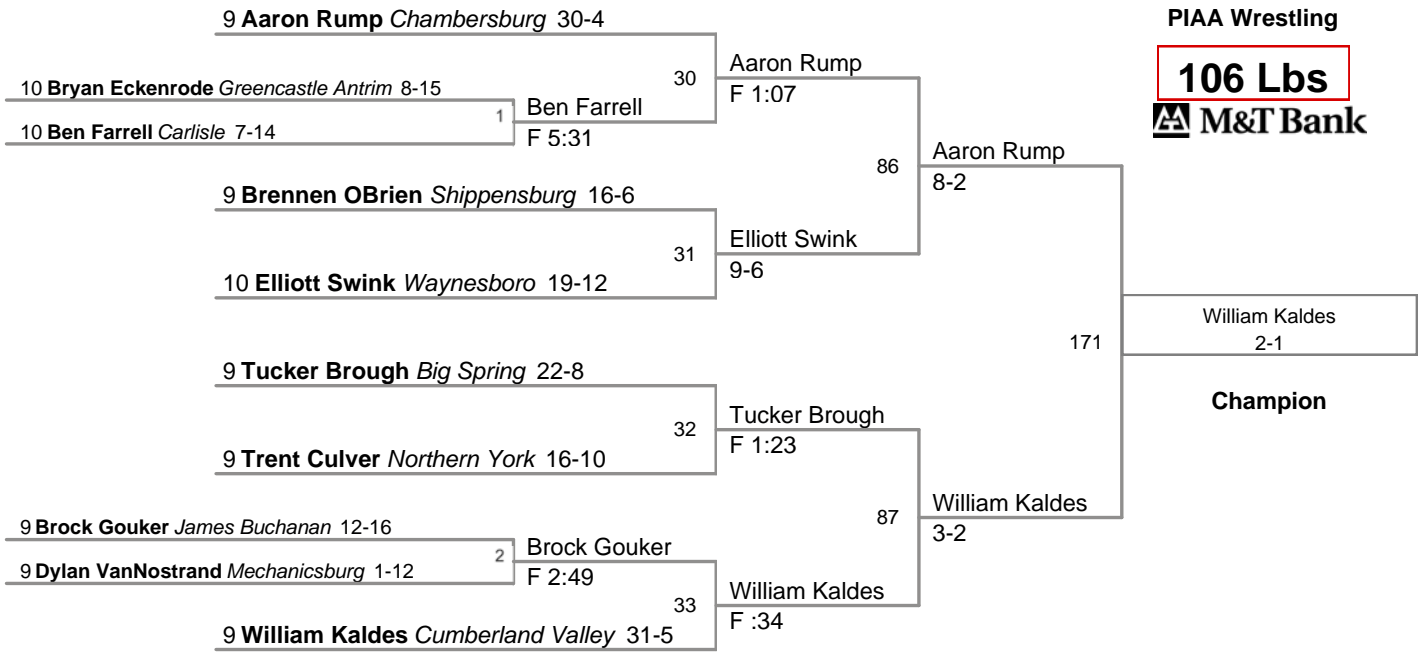 9 Aaron Rump Chambersburg 30-4
PIAA Wrestling
106 Lbs
M&T Bank
30
Aaron Rump
F 1:07
10 Bryan Eckenrode Greencastle Antrim 8-15
1
Ben Farrell
F 5:31
10 Ben Farrell Carlisle 7-14
86
Aaron Rump
8-2
9 Brennen OBrien Shippensburg 16-6
31
Elliott Swink
9-6
10 Elliott Swink Waynesboro 19-12
171
William Kaldes
2-1
Champion
9 Tucker Brough Big Spring 22-8
32
Tucker Brough
F 1:23
9 Trent Culver Northern York 16-10
87
William Kaldes
3-2
9 Brock Gouker James Buchanan 12-16
2
Brock Gouker
F 2:49
9 Dylan VanNostrand Mechanicsburg 1-12
33
William Kaldes
F :34
9 William Kaldes Cumberland Valley 31-5